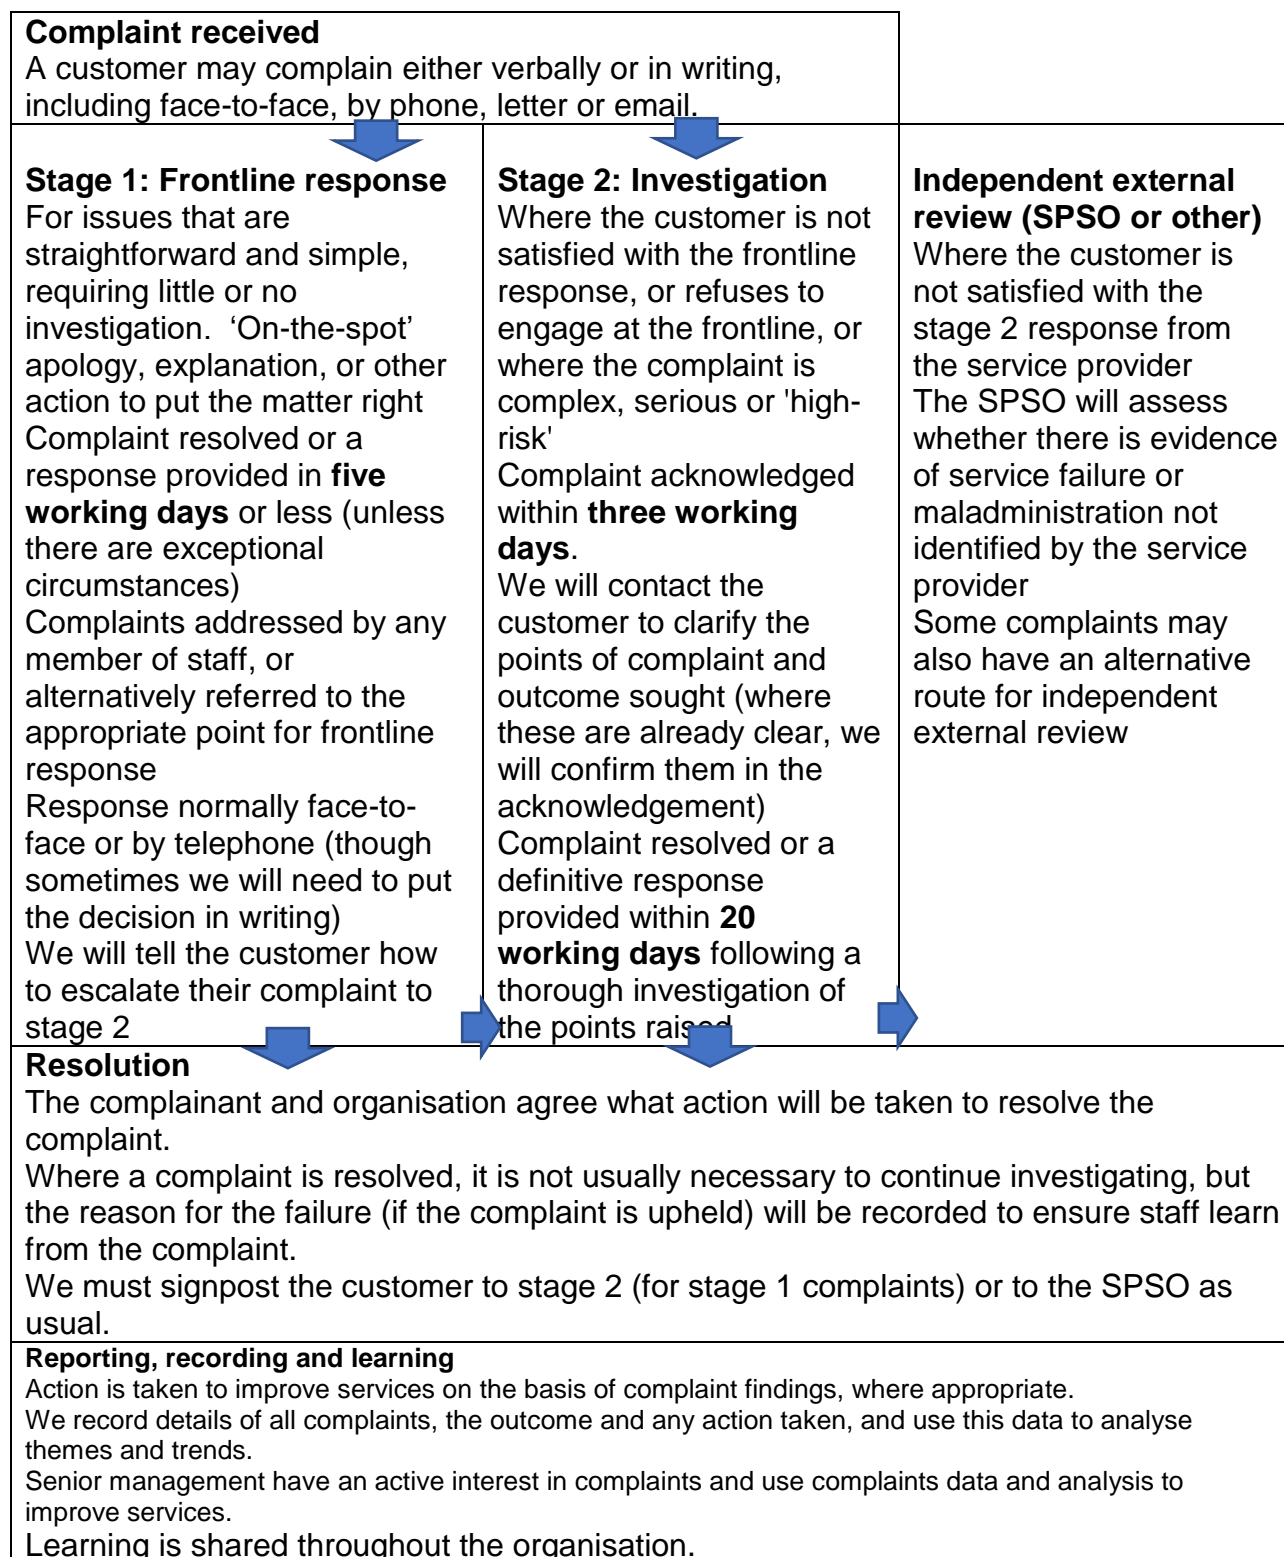 Complaint received
A customer may complain either verbally or in writing,
including face-to-face, by phone, letter or email.
Stage 1: Frontline response
For issues that are
straightforward and simple,
requiring little or no
investigation.  ‘On-the-spot’
apology, explanation, or other
action to put the matter right
Complaint resolved or a
response provided in five
working days or less (unless
there are exceptional
circumstances)
Complaints addressed by any
member of staff, or
alternatively referred to the
appropriate point for frontline
response
Response normally face-to-
face or by telephone (though
sometimes we will need to put
the decision in writing)
We will tell the customer how
to escalate their complaint to
stage 2
Stage 2: Investigation
Where the customer is not
satisfied with the frontline
response, or refuses to
engage at the frontline, or
where the complaint is
complex, serious or 'high-
risk'
Complaint acknowledged
within three working
days.
We will contact the
customer to clarify the
points of complaint and
outcome sought (where
these are already clear, we
will confirm them in the
acknowledgement)
Complaint resolved or a
definitive response
provided within 20
working days following a
thorough investigation of
the points raised
Independent external
review (SPSO or other)
Where the customer is
not satisfied with the
stage 2 response from
the service provider
The SPSO will assess
whether there is evidence
of service failure or
maladministration not
identified by the service
provider
Some complaints may
also have an alternative
route for independent
external review
Resolution
The complainant and organisation agree what action will be taken to resolve the
complaint.
Where a complaint is resolved, it is not usually necessary to continue investigating, but
the reason for the failure (if the complaint is upheld) will be recorded to ensure staff learn
from the complaint.
We must signpost the customer to stage 2 (for stage 1 complaints) or to the SPSO as
usual.
Reporting, recording and learning
Action is taken to improve services on the basis of complaint findings, where appropriate.
We record details of all complaints, the outcome and any action taken, and use this data to analyse
themes and trends.
Senior management have an active interest in complaints and use complaints data and analysis to
improve services.
Learning is shared throughout the organisation.